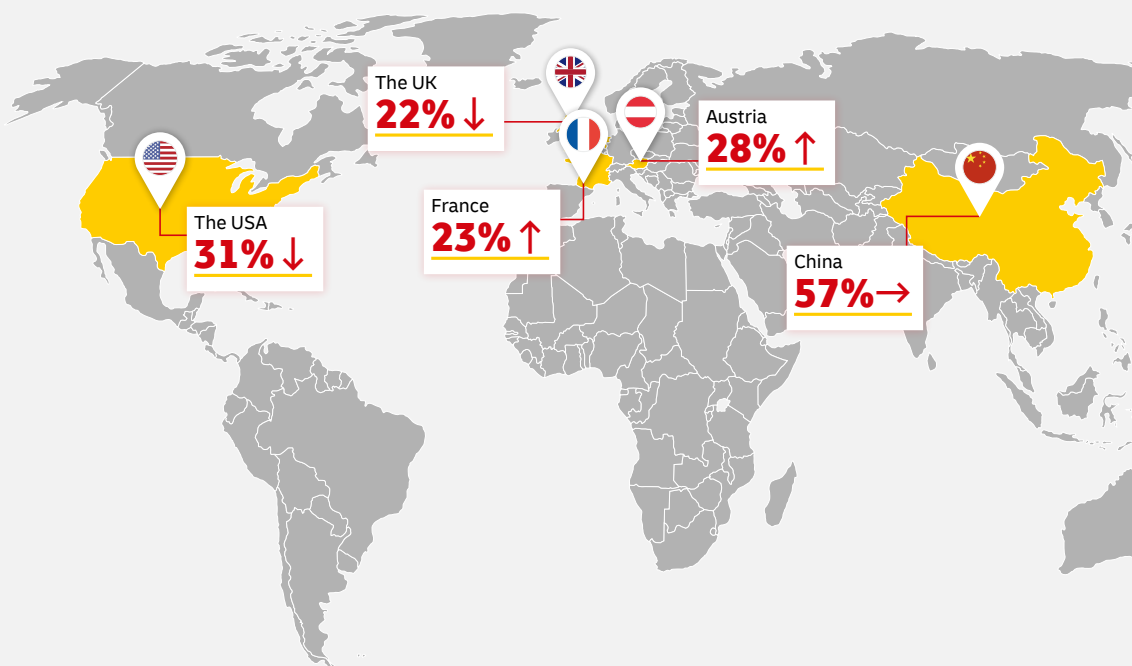 The UK
22% ↓
Austria
28% ↑
France
23% ↑
The USA
31% ↓
China
57% →